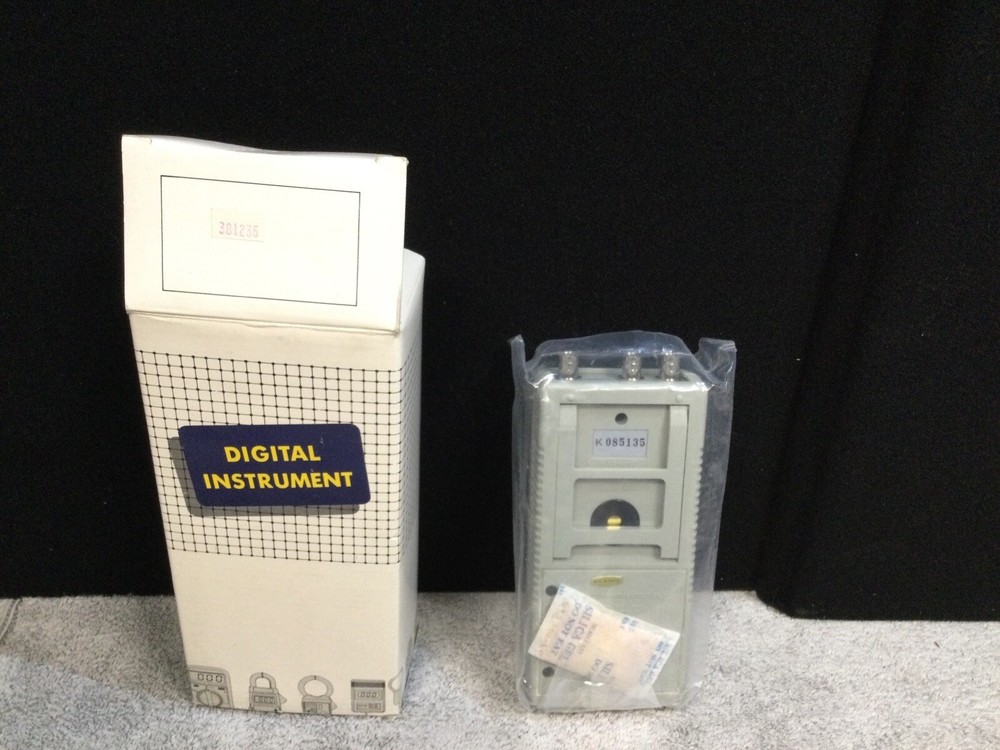 301235
DIGITAL
INSTRUMENT
K 085135
SILICA GEL
DO NOT EAT